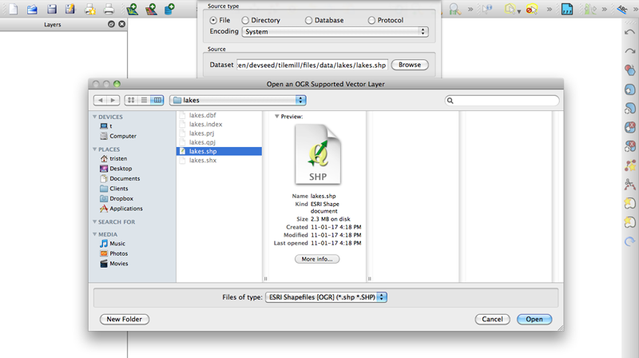 Layers
Source type
File
Directory
Database
Protocol
Encoding System
Source
Dataset :en/devseed/tilemill/files/data/lakes/lakes.shp Browse
Open an OGR Supported Vector Layer
lakes
DEVICES
t
Computer
PLACES
tristen
Desktop
Documents
Clients
Dropbox
Applications
SEARCH FOR
MEDIA
Music
Photos
Movies
lakes.dbf
lakes.index
lakes.prj
lakes.qpj
lakes.shp
lakes.shx
Preview:
SHP
Name lakes.shp
Kind ESRI Shape
document
Size 2.3 MB on disk
Created 11-01-17 4:18 PM
Modified 11-01-17 4:18 PM
Last opened 11-01-17 4:18 PM
More info...
Files of type: ESRI Shapefiles [OGR] (*.shp *.SHP)
New Folder
Cancel
Open